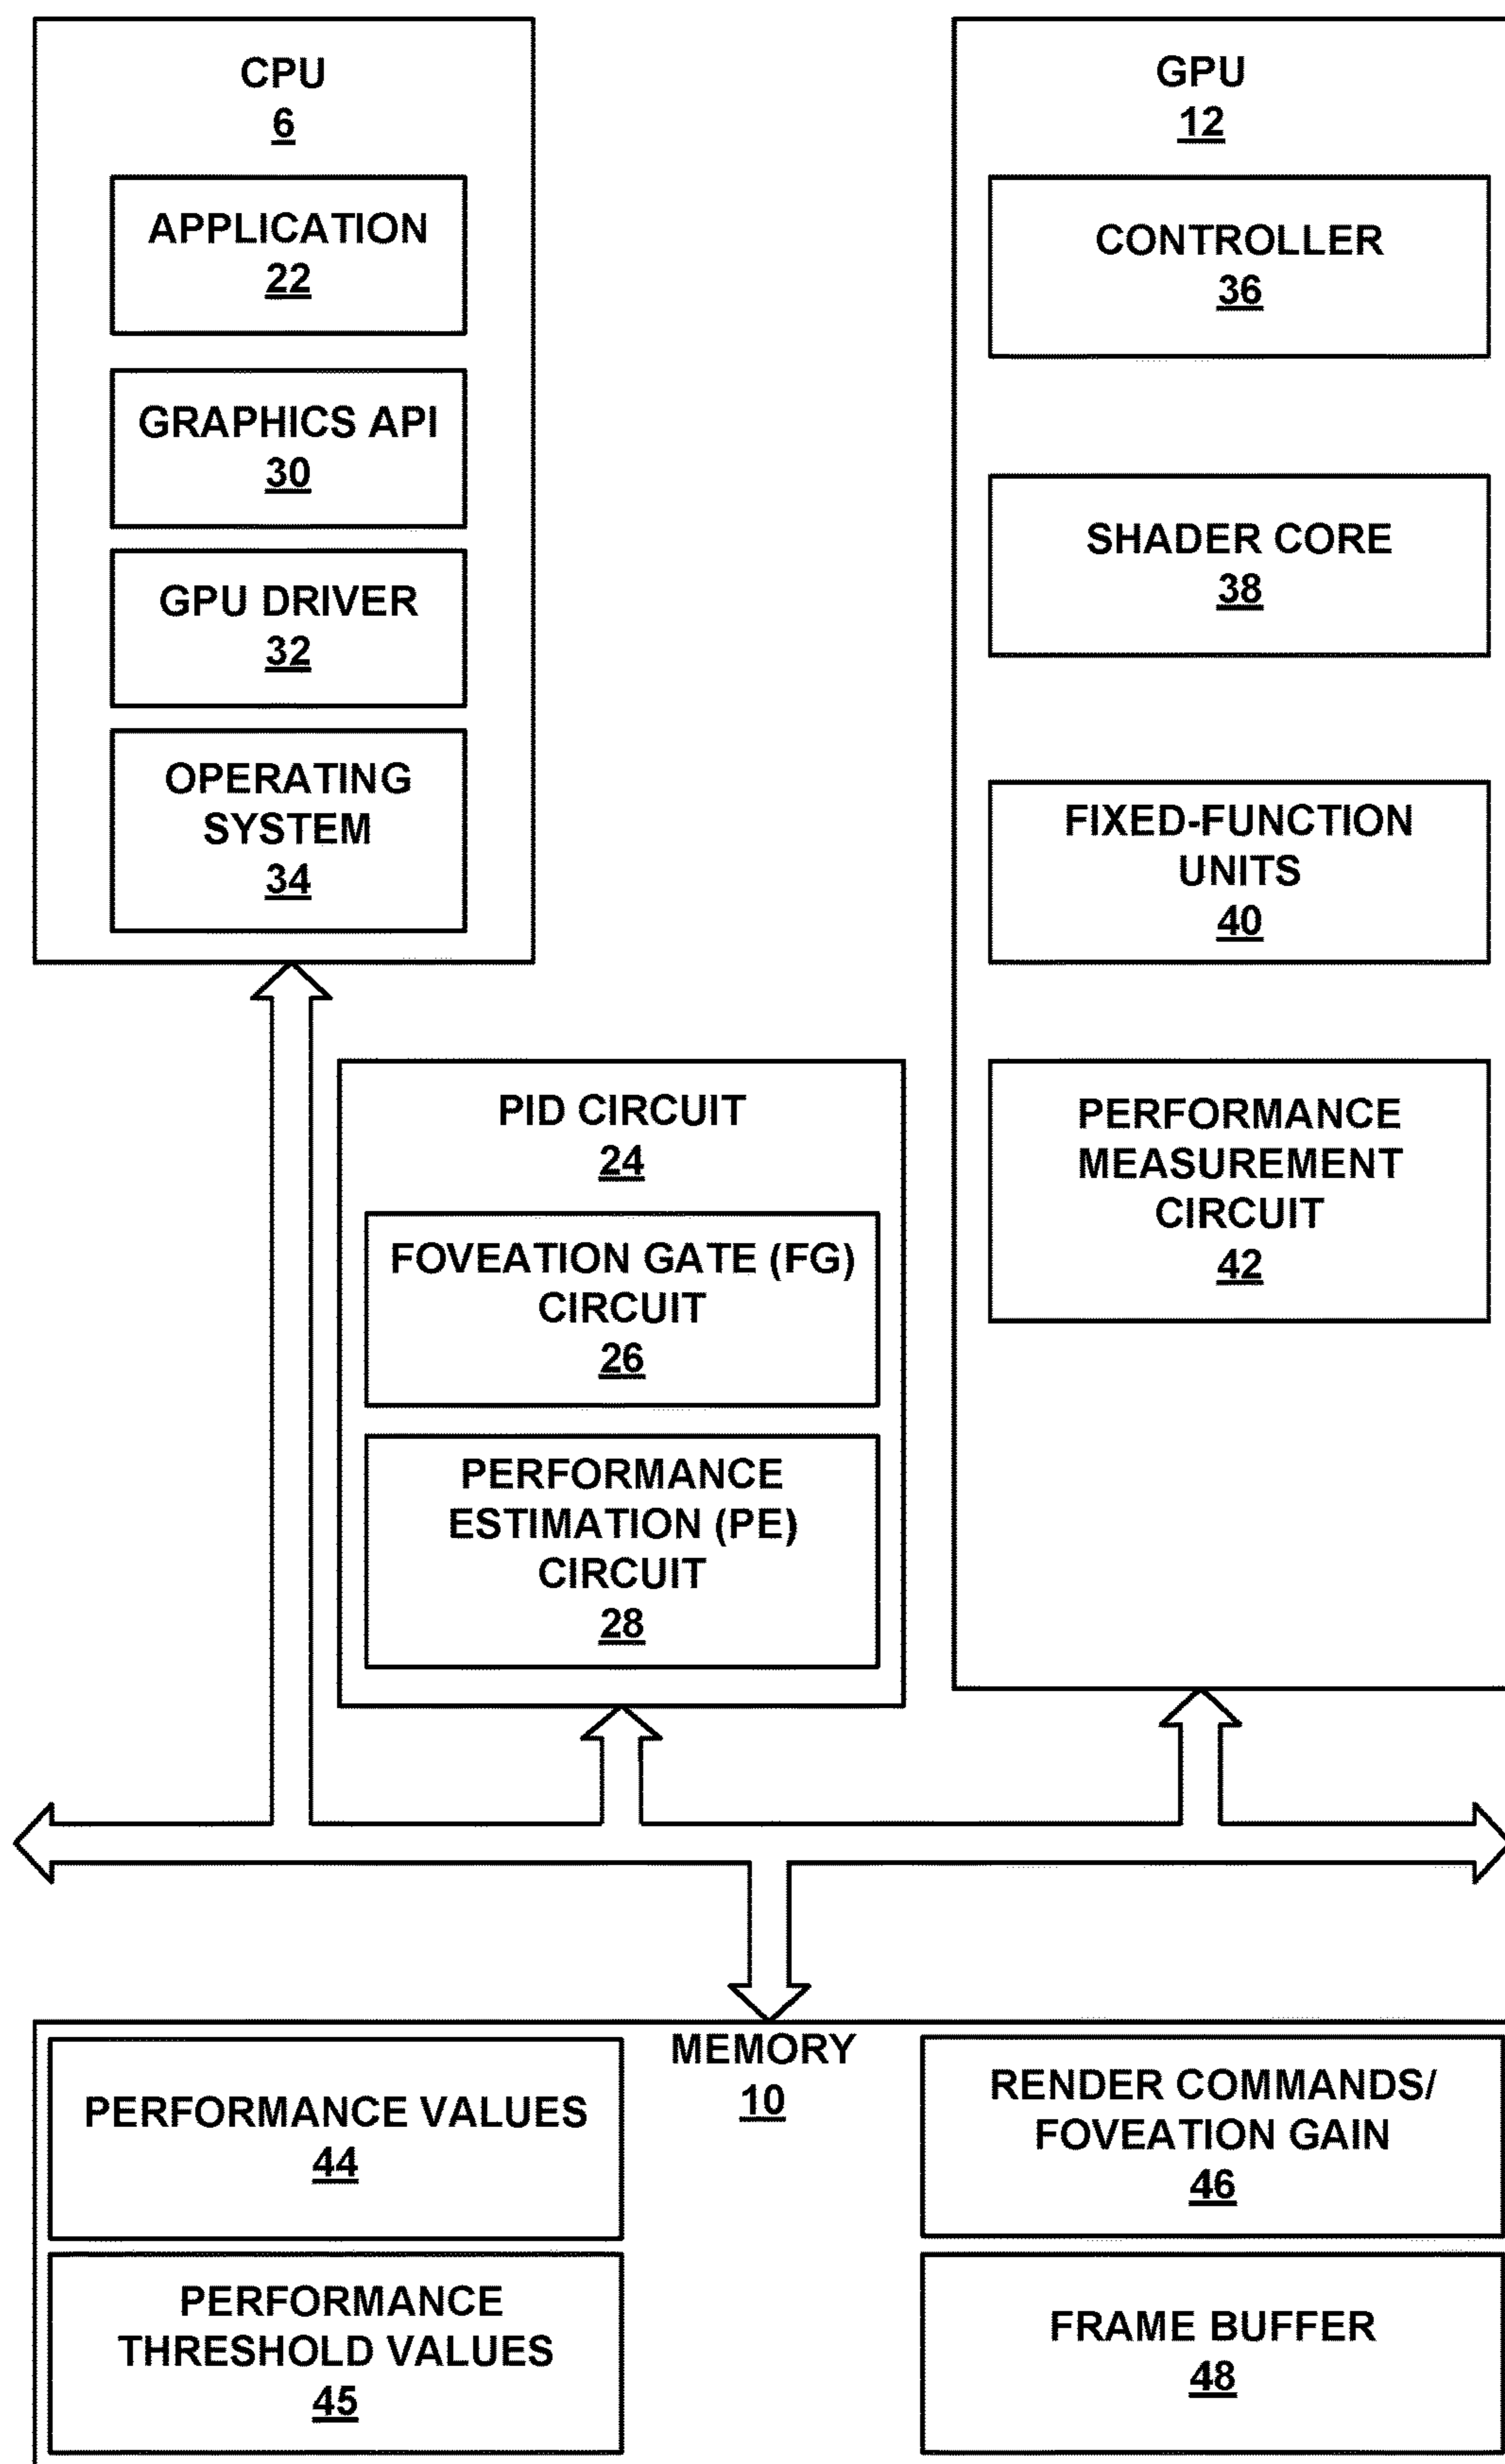 CPU
6
APPLICATION
22
GRAPHICS API
30
GPU DRIVER
32
OPERATING
SYSTEM
34
GPU
12
CONTROLLER
36
SHADER CORE
38
FIXED-FUNCTION
UNITS
40
PERFORMANCE
MEASUREMENT
CIRCUIT
42
PID CIRCUIT
24
FOVEATION GATE (FG)
CIRCUIT
26
PERFORMANCE
ESTIMATION (PE)
CIRCUIT
28
MEMORY
10
PERFORMANCE VALUES
44
PERFORMANCE
THRESHOLD VALUES
45
RENDER COMMANDS/
FOVEATION GAIN
46
FRAME BUFFER
48